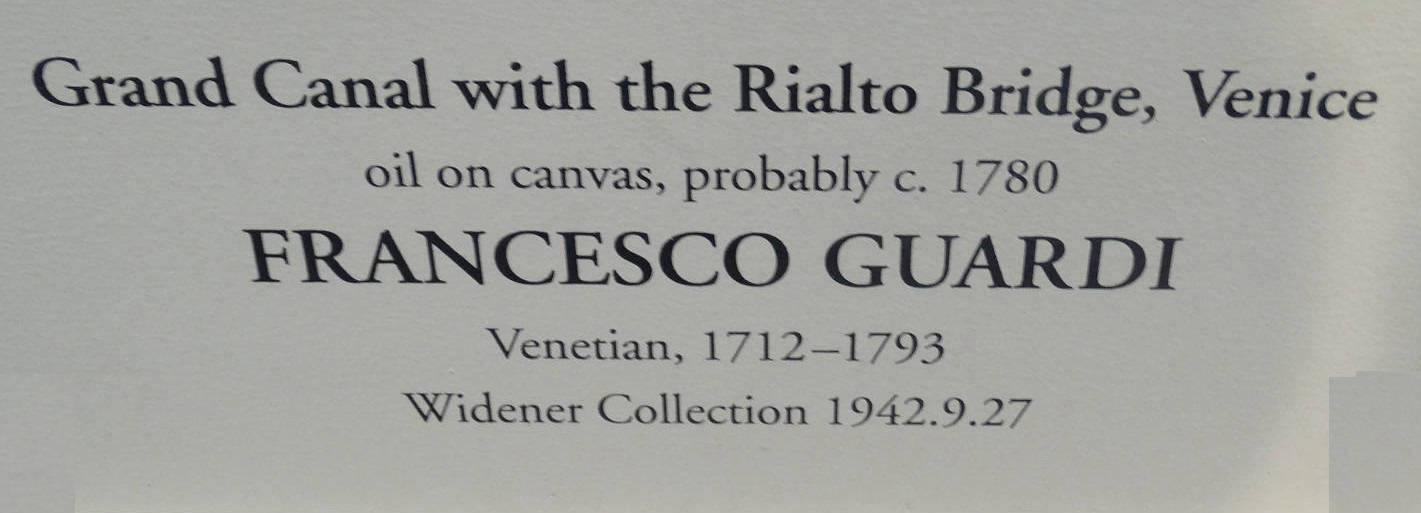 Grand Canal with the Rialto Bridge, Venice
oil on canvas, probably c. 1780
FRANCESCO GUARDI
Venetian, 1712–1793
Widener Collection 1942.9.27